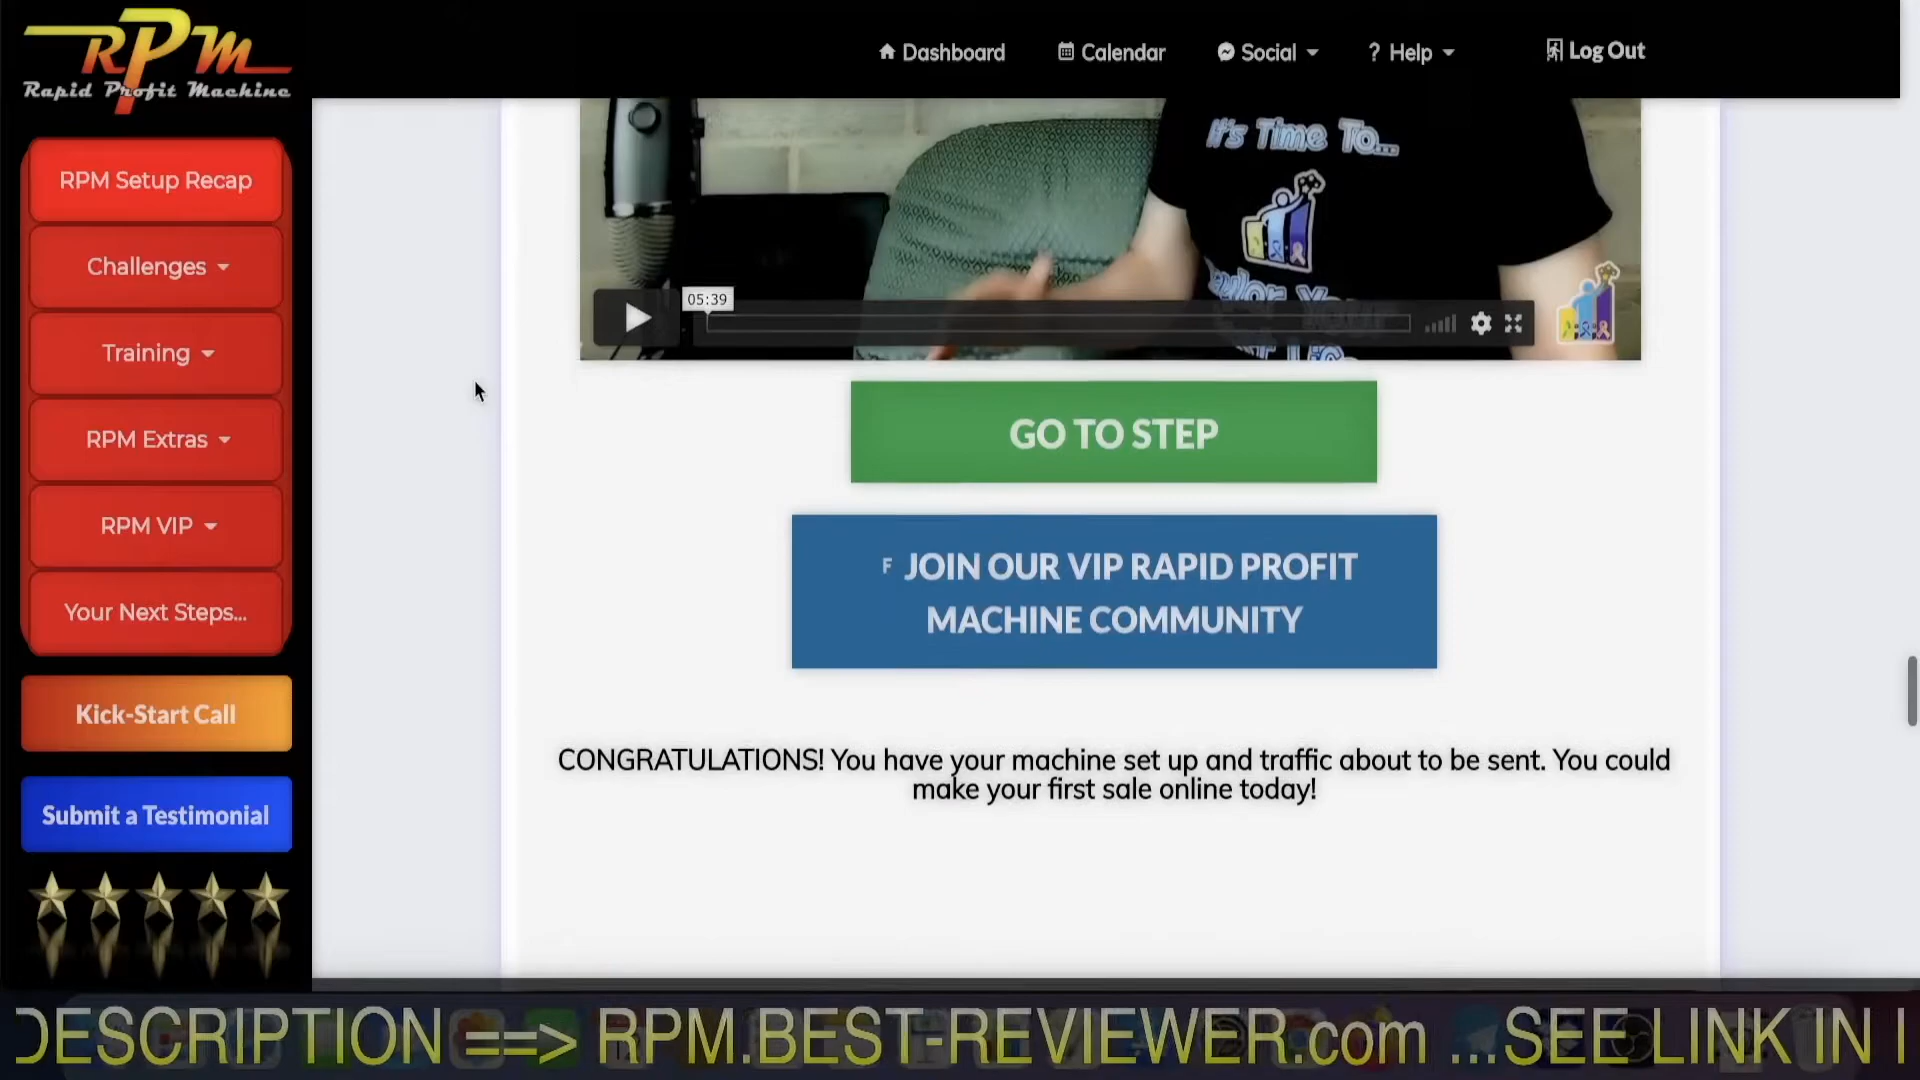 RPM
Rapid Profit Machine
Dashboard
Calendar
Social
? Help
Log Out
RPM Setup Recap
Challenges
Training
RPM Extras
RPM VIP
Your Next Steps...
Kick-Start Call
Submit a Testimonial
It's Time To...
05:39
GO TO STEP
F JOIN OUR VIP RAPID PROFIT
MACHINE COMMUNITY
CONGRATULATIONS! You have your machine set up and traffic about to be sent. You could
make your first sale online today!
DESCRIPTION ==> RPM.BEST-REVIEWER.com ...SEE LINK IN